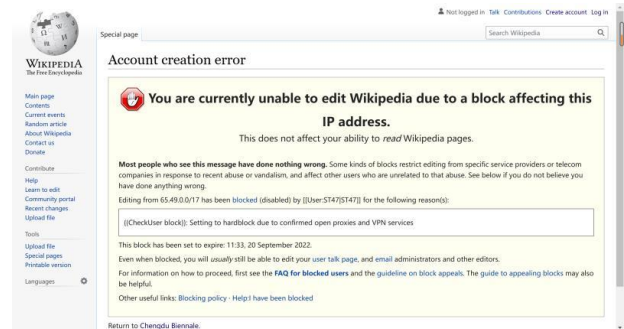 Not logged in Talk Contributions Create account Log in
Special page
Search Wikipedia
WIKIPEDIA
The Free Encyclopedia
Main page
Contents
Current events
Random article
About Wikipedia
Contact us
Donate
Contribute
Help
Learn to edit
Community portal
Recent changes
Upload file
Tools
Upload file
Special pages
Printable version
Languages
Account creation error
You are currently unable to edit Wikipedia due to a block affecting this
IP address.
This does not affect your ability to read Wikipedia pages.
Most people who see this message have done nothing wrong. Some kinds of blocks restrict editing from specific service providers or telecom
companies in response to recent abuse or vandalism, and affect other users who are unrelated to that abuse. See below if you do not believe you
have done anything wrong.
Editing from 65.49.0.0/17 has been blocked (disabled) by [[User:ST47|ST47]] for the following reason(s):
{{CheckUser block}}: Setting to hardblock due to confirmed open proxies and VPN services
This block has been set to expire: 11:33, 20 September 2022.
Even when blocked, you will usually still be able to edit your user talk page, and email administrators and other editors.
For information on how to proceed, first see the FAQ for blocked users and the guideline on block appeals. The guide to appealing blocks may also
be helpful.
Other useful links: Blocking policy · Help:I have been blocked
Return to Chengdu Biennale.